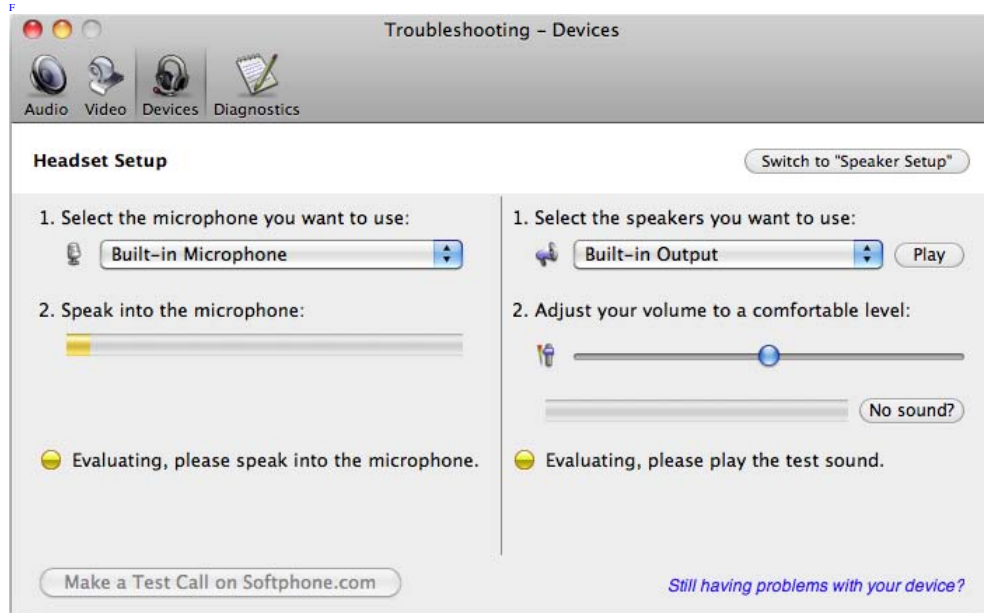 F
Troubleshooting – Devices
Audio Video Devices Diagnostics
Headset Setup
Switch to "Speaker Setup"
1. Select the microphone you want to use:
Built-in Microphone
2. Speak into the microphone:
Evaluating, please speak into the microphone.
1. Select the speakers you want to use:
Built-in Output
Play
2. Adjust your volume to a comfortable level:
No sound?
Evaluating, please play the test sound.
Make a Test Call on Softphone.com
Still having problems with your device?